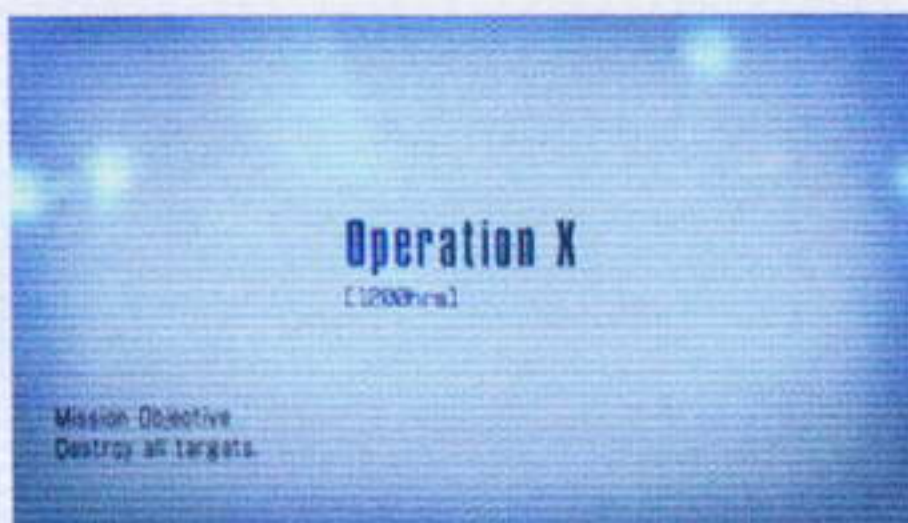 Operation X
[1200hrs]
Mission Objective
Destroy all targets.